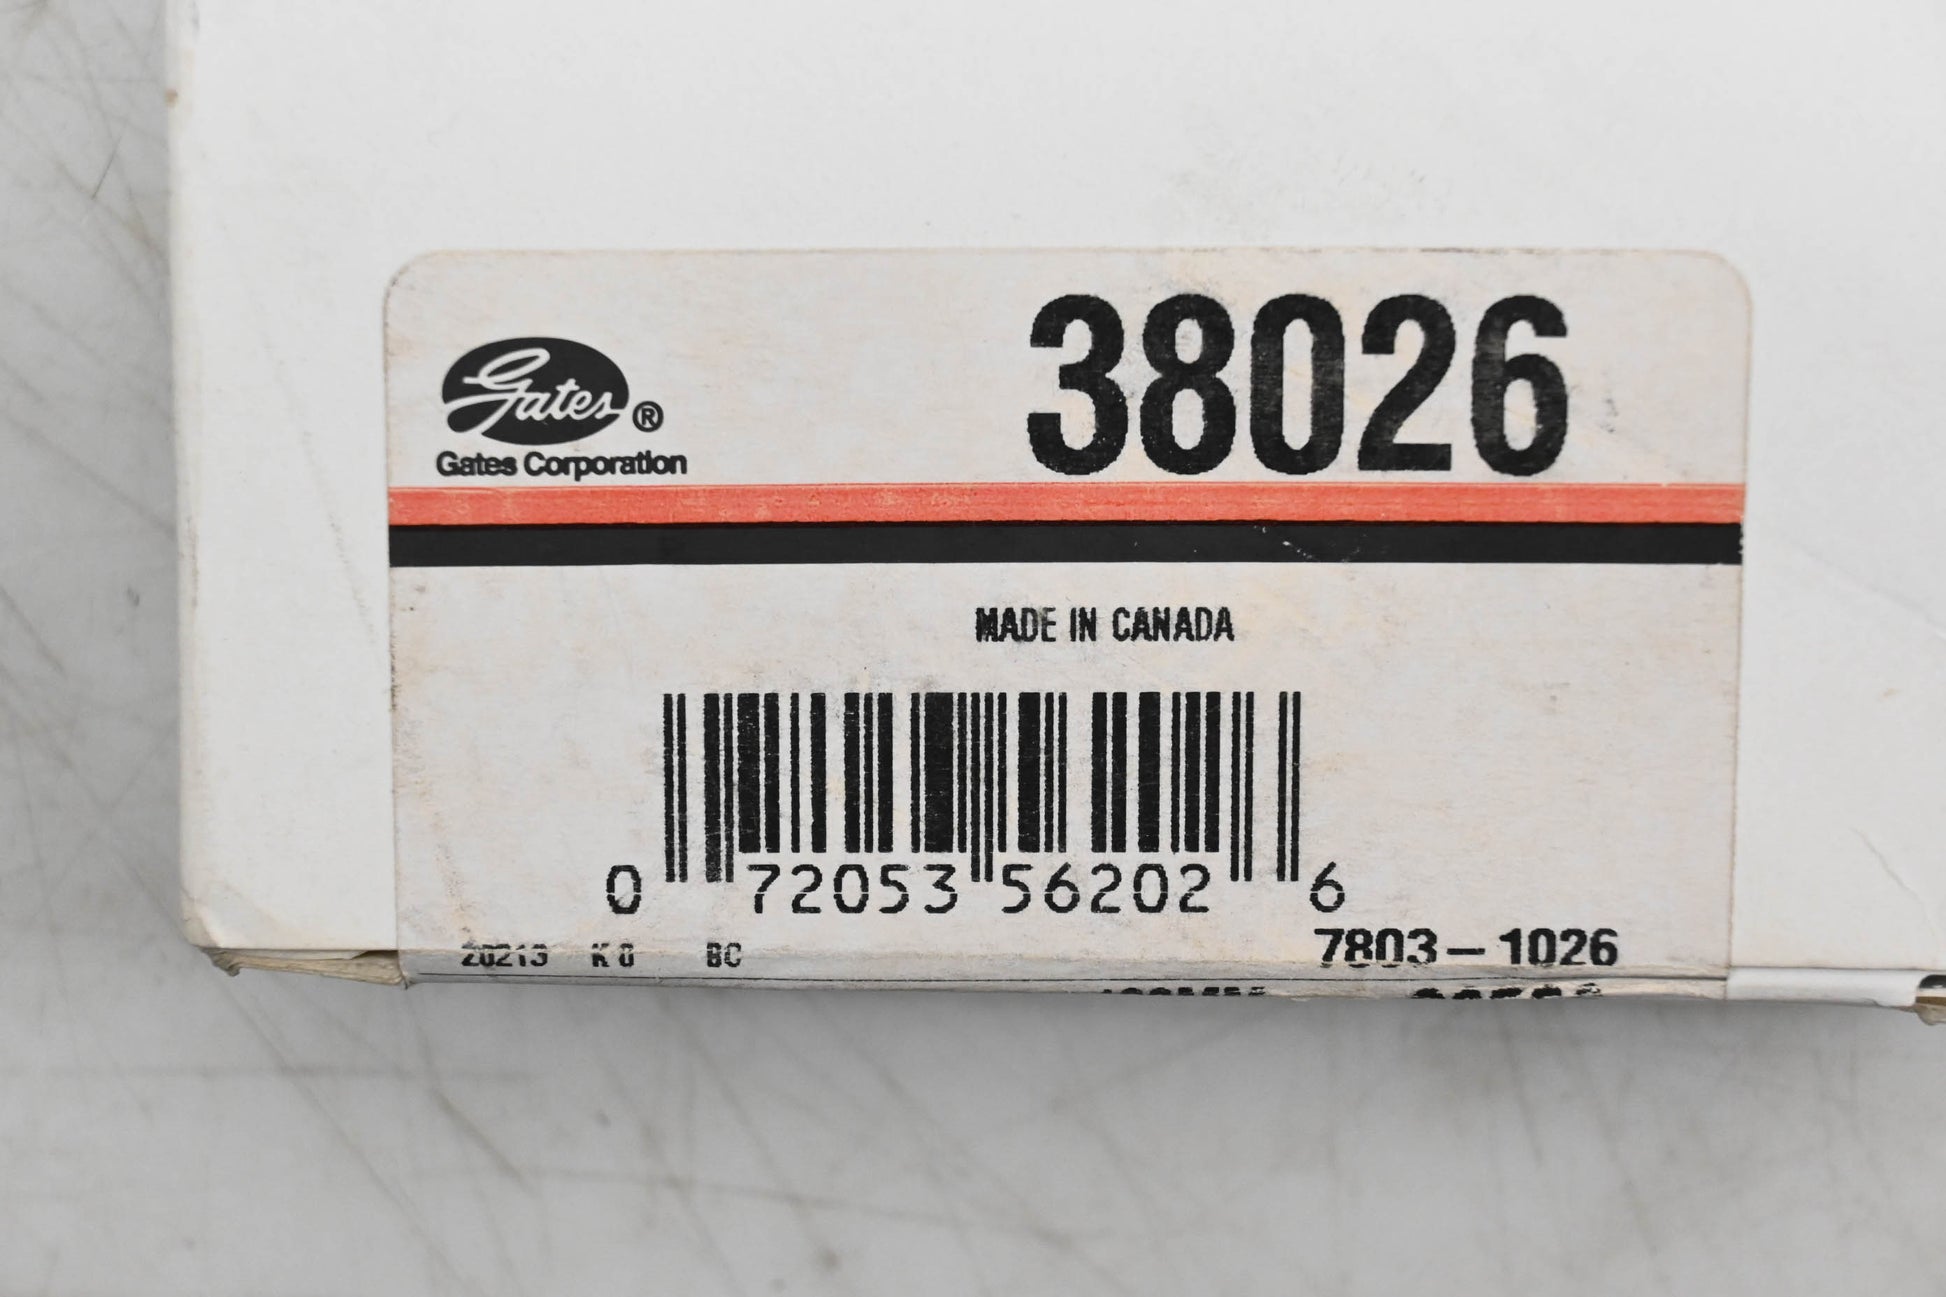 Gates ®
Gates Corporation
38026
MADE IN CANADA
0 72053 56202 6
20213 K 0 BC
7803-1026